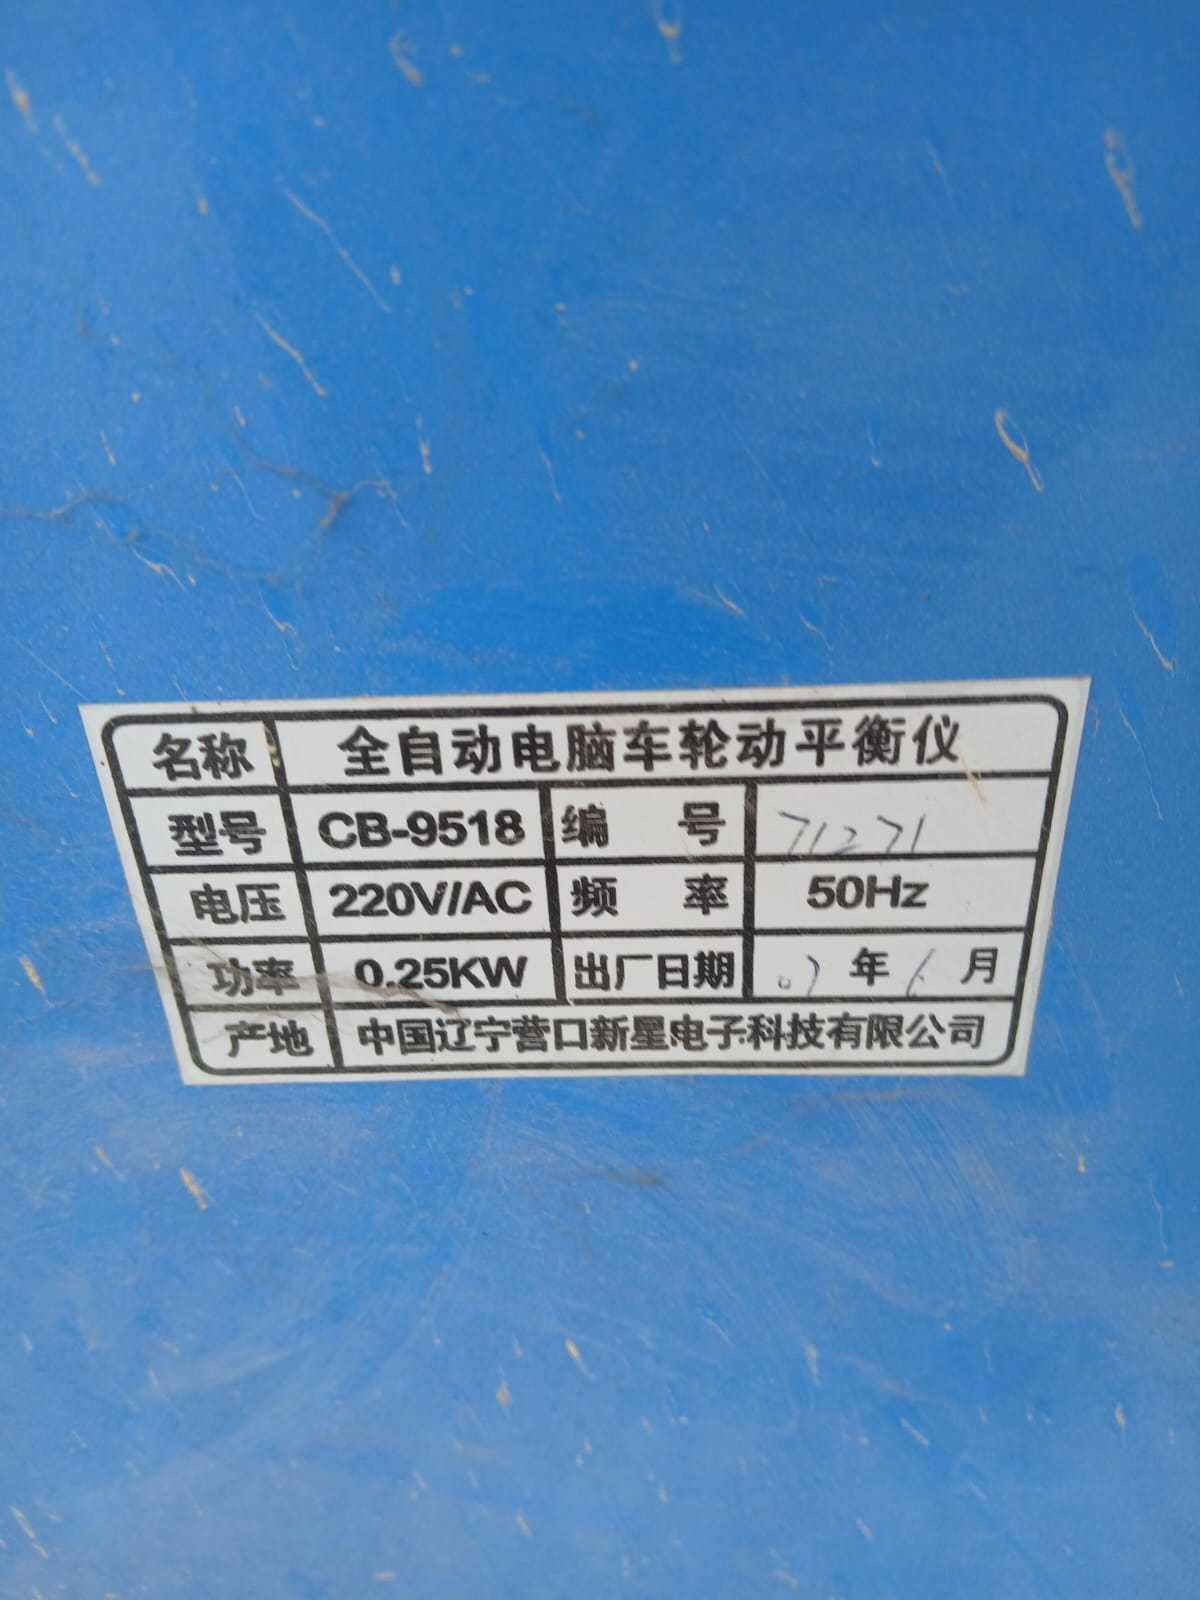 名称 全自动电脑车轮动平衡仪
型号 CB-9518 编号 71271
电压 220V/AC 频率 50Hz
功率 0.25KW 出厂日期 07年6月
产地 中国辽宁营口新星电子科技有限公司